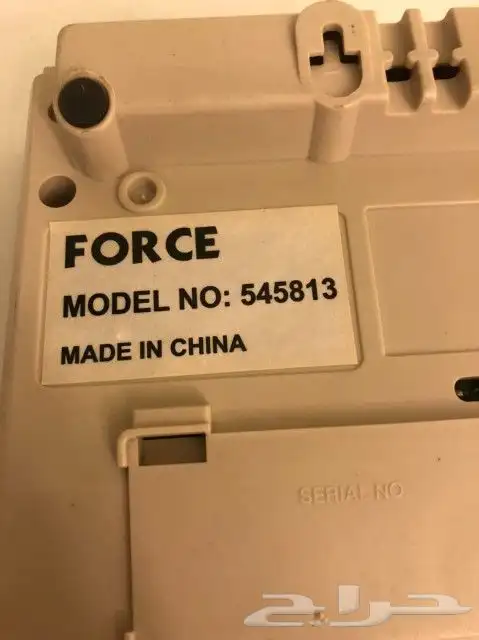 FORCE
MODEL NO: 545813
MADE IN CHINA
SERIAL NO
حراج